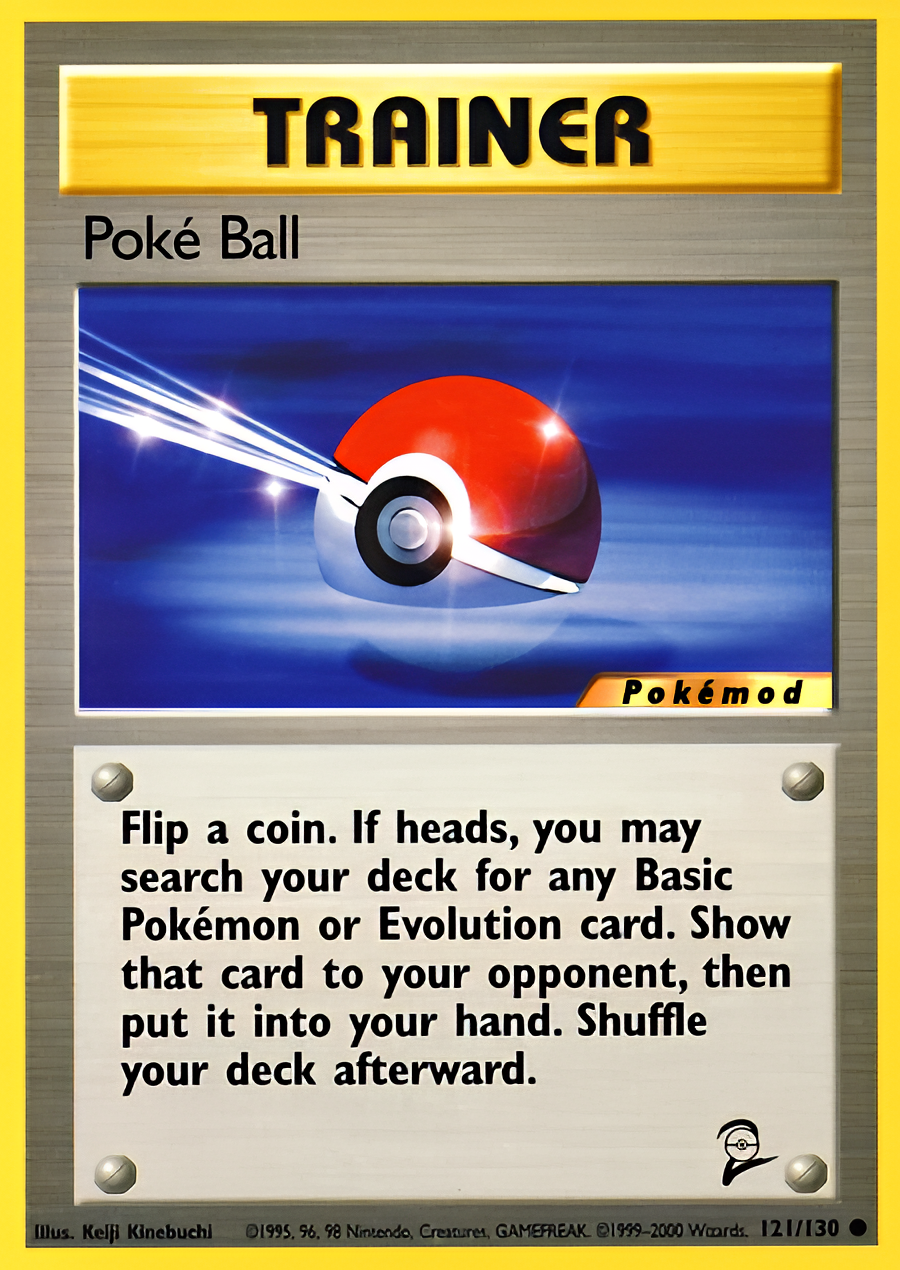 TRAINER
Poké Ball
Pokémod
Flip a coin. If heads, you may
search your deck for any Basic
Pokémon or Evolution card. Show
that card to your opponent, then
put it into your hand. Shuffle
your deck afterward.
Illus. Keiji Kinebuchi ©1995, 96, 98 Nintendo, Creatures, GAMEFREAK. ©1999–2000 Wizards. 121/130